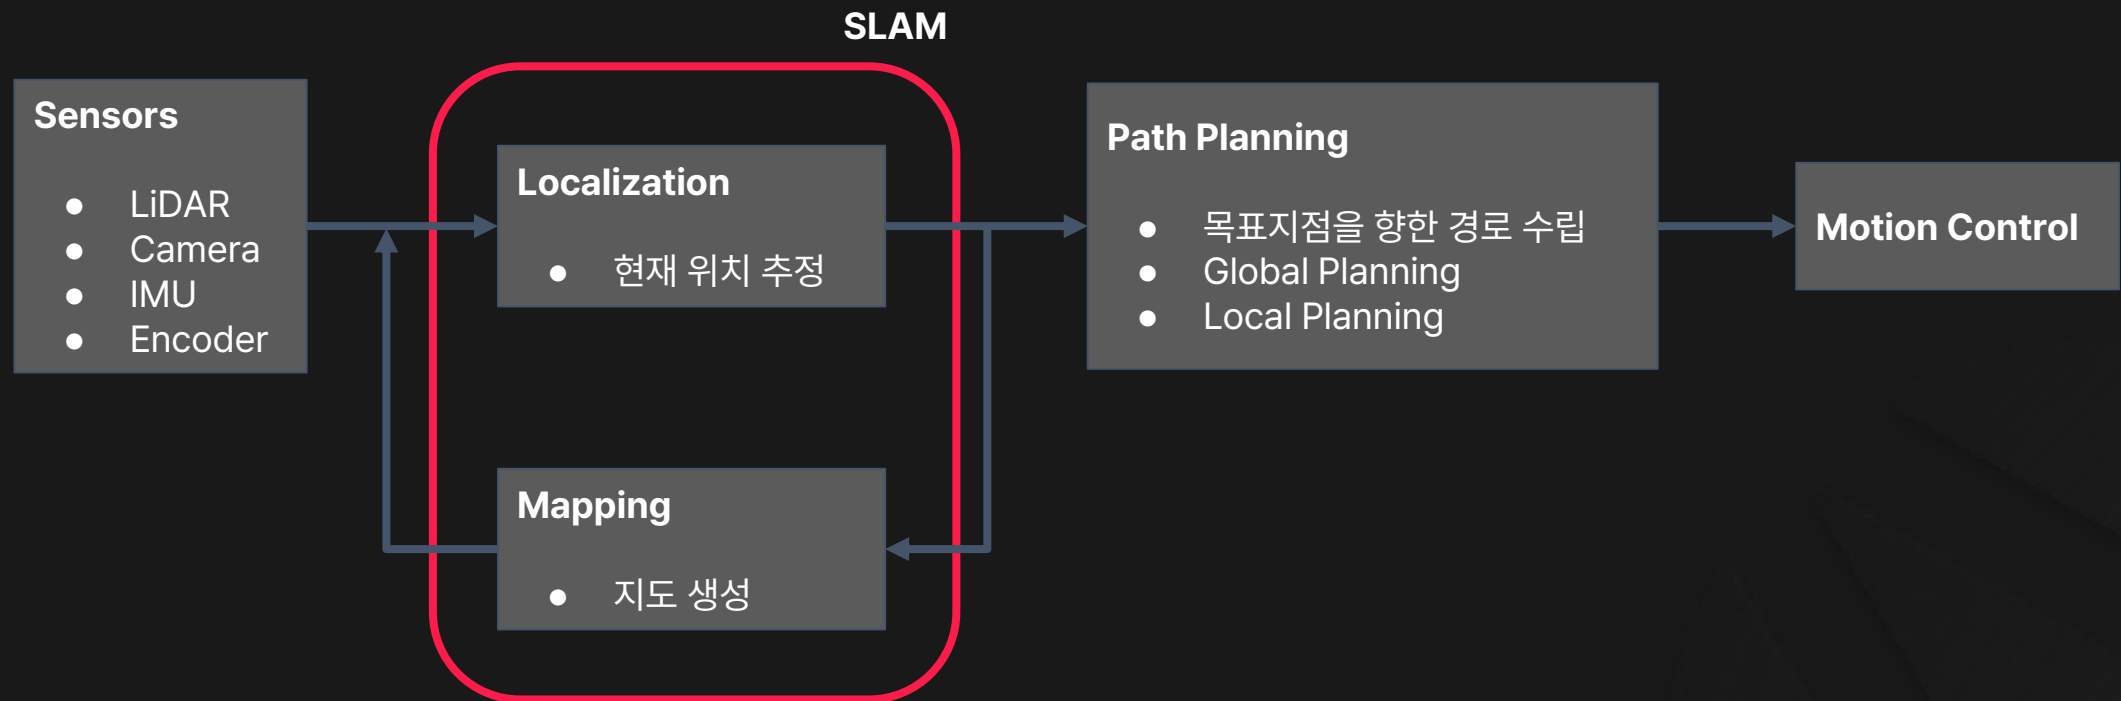 SLAM
Sensors
● LiDAR
● Camera
● IMU
● Encoder
Localization
● 현재 위치 추정
Mapping
● 지도 생성
Path Planning
● 목표지점을 향한 경로 수립
● Global Planning
● Local Planning
Motion Control